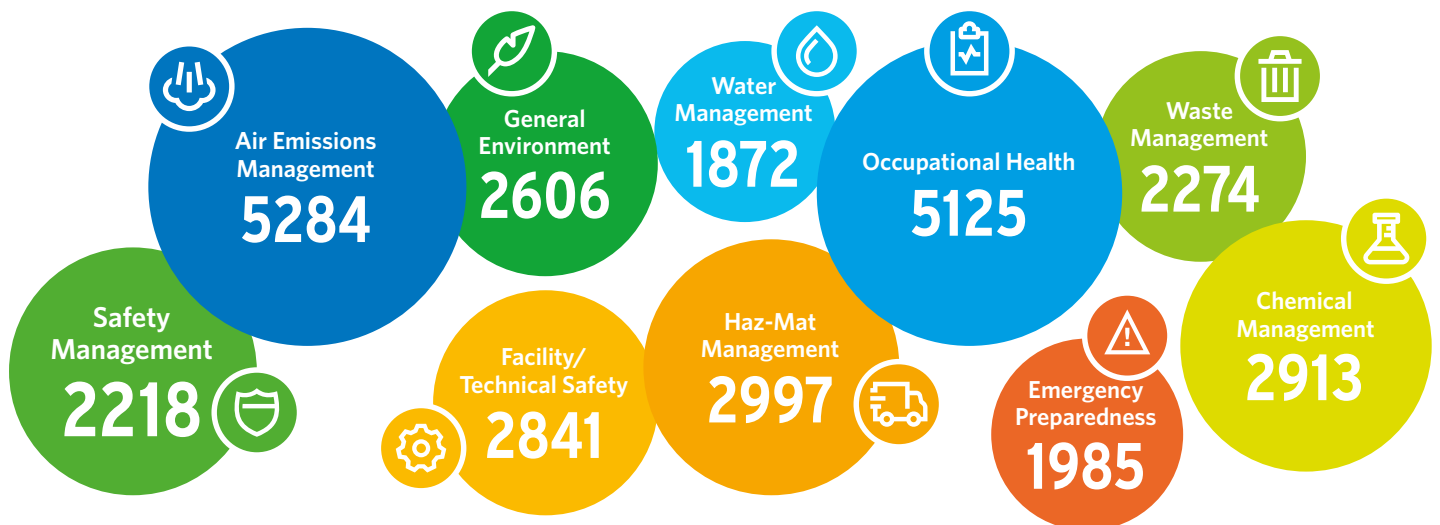 Air Emissions
Management
5284
General
Environment
2606
Water
Management
1872
Occupational Health
5125
Waste
Management
2274
Safety
Management
2218
Facility/
Technical Safety
2841
Haz-Mat
Management
2997
Emergency
Preparedness
1985
Chemical
Management
2913